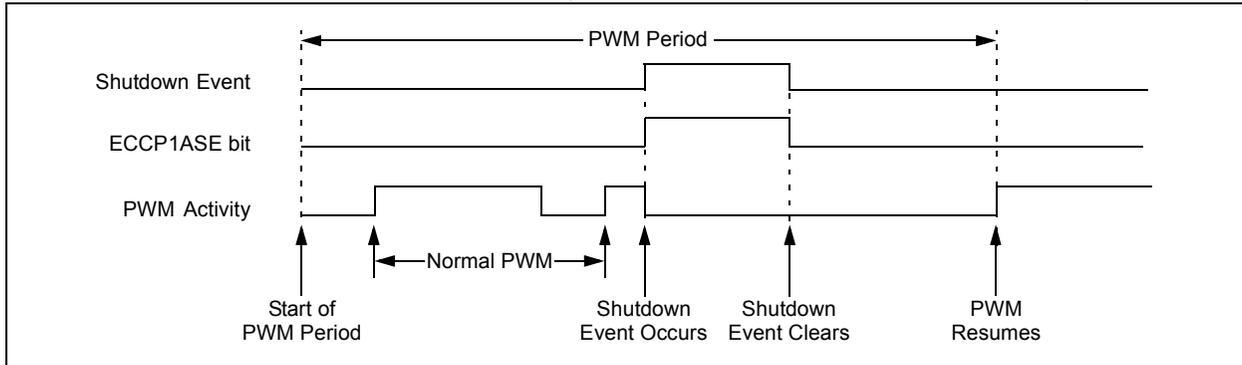 PWM Period
Shutdown Event
ECCP1ASE bit
PWM Activity
Normal PWM
Start of
PWM Period
Shutdown
Event Occurs
Shutdown
Event Clears
PWM
Resumes